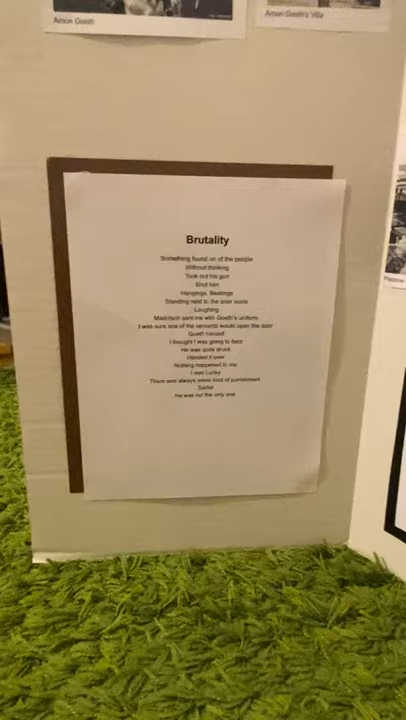 Amon Goeth
Amon Goeth's Villa
Brutality
Something found on of the people
Without thinking
Took out his gun
Shot him
Hangings, Beatings
Standing next to the poor souls
Laughing
Madritsch sent me with Goeth's uniform
I was sure one of the servants would open the door
Goeth himself
I thought I was going to faint
He was quite drunk
Handed it over
Nothing happened to me
I was Lucky
There was always some kind of punishment
Sadist
He was not the only one